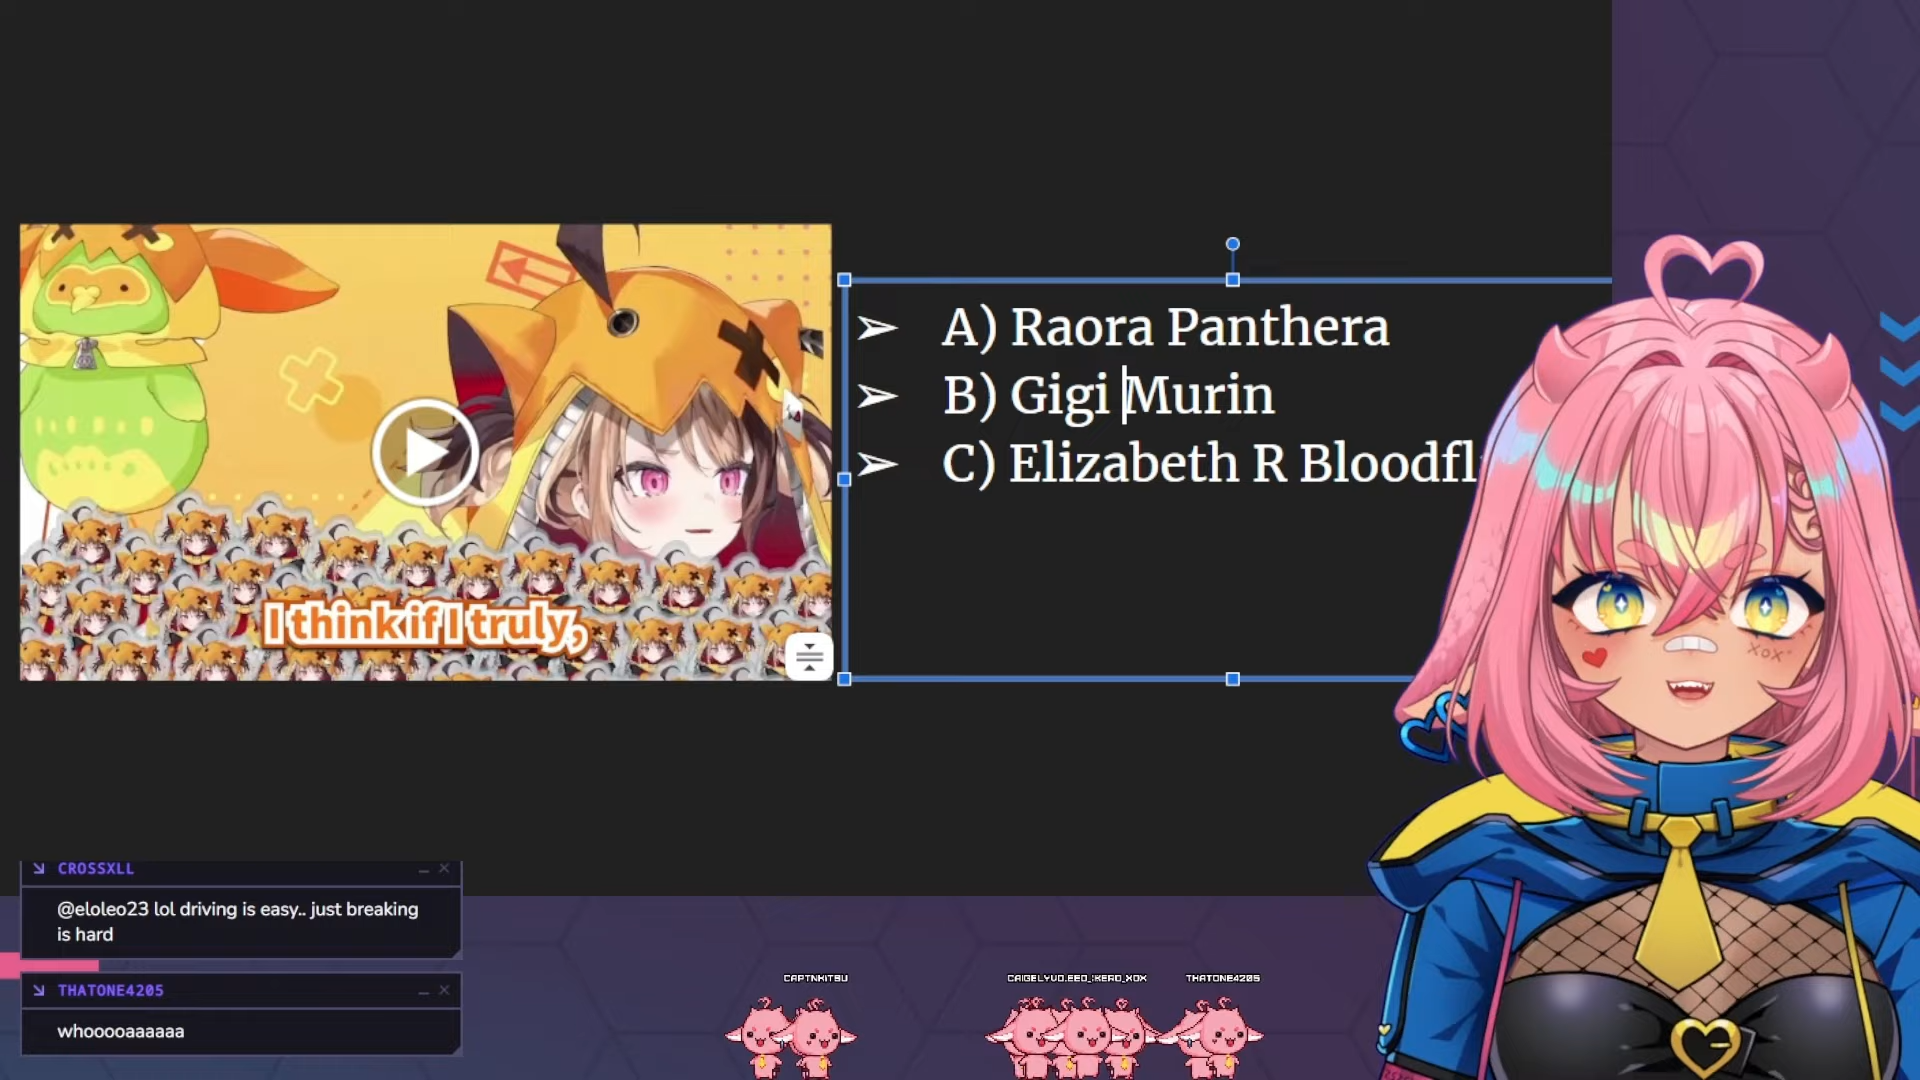 A) Raora Panthera
B) Gigi Murin
C) Elizabeth R Bloodfl
I think if I truly,
CROSSXLL
@eloleo23 lol driving is easy.. just breaking
is hard
THATONE4205
whooooaaaaaa
CAPTNKITSU
THATONE4205
XOX